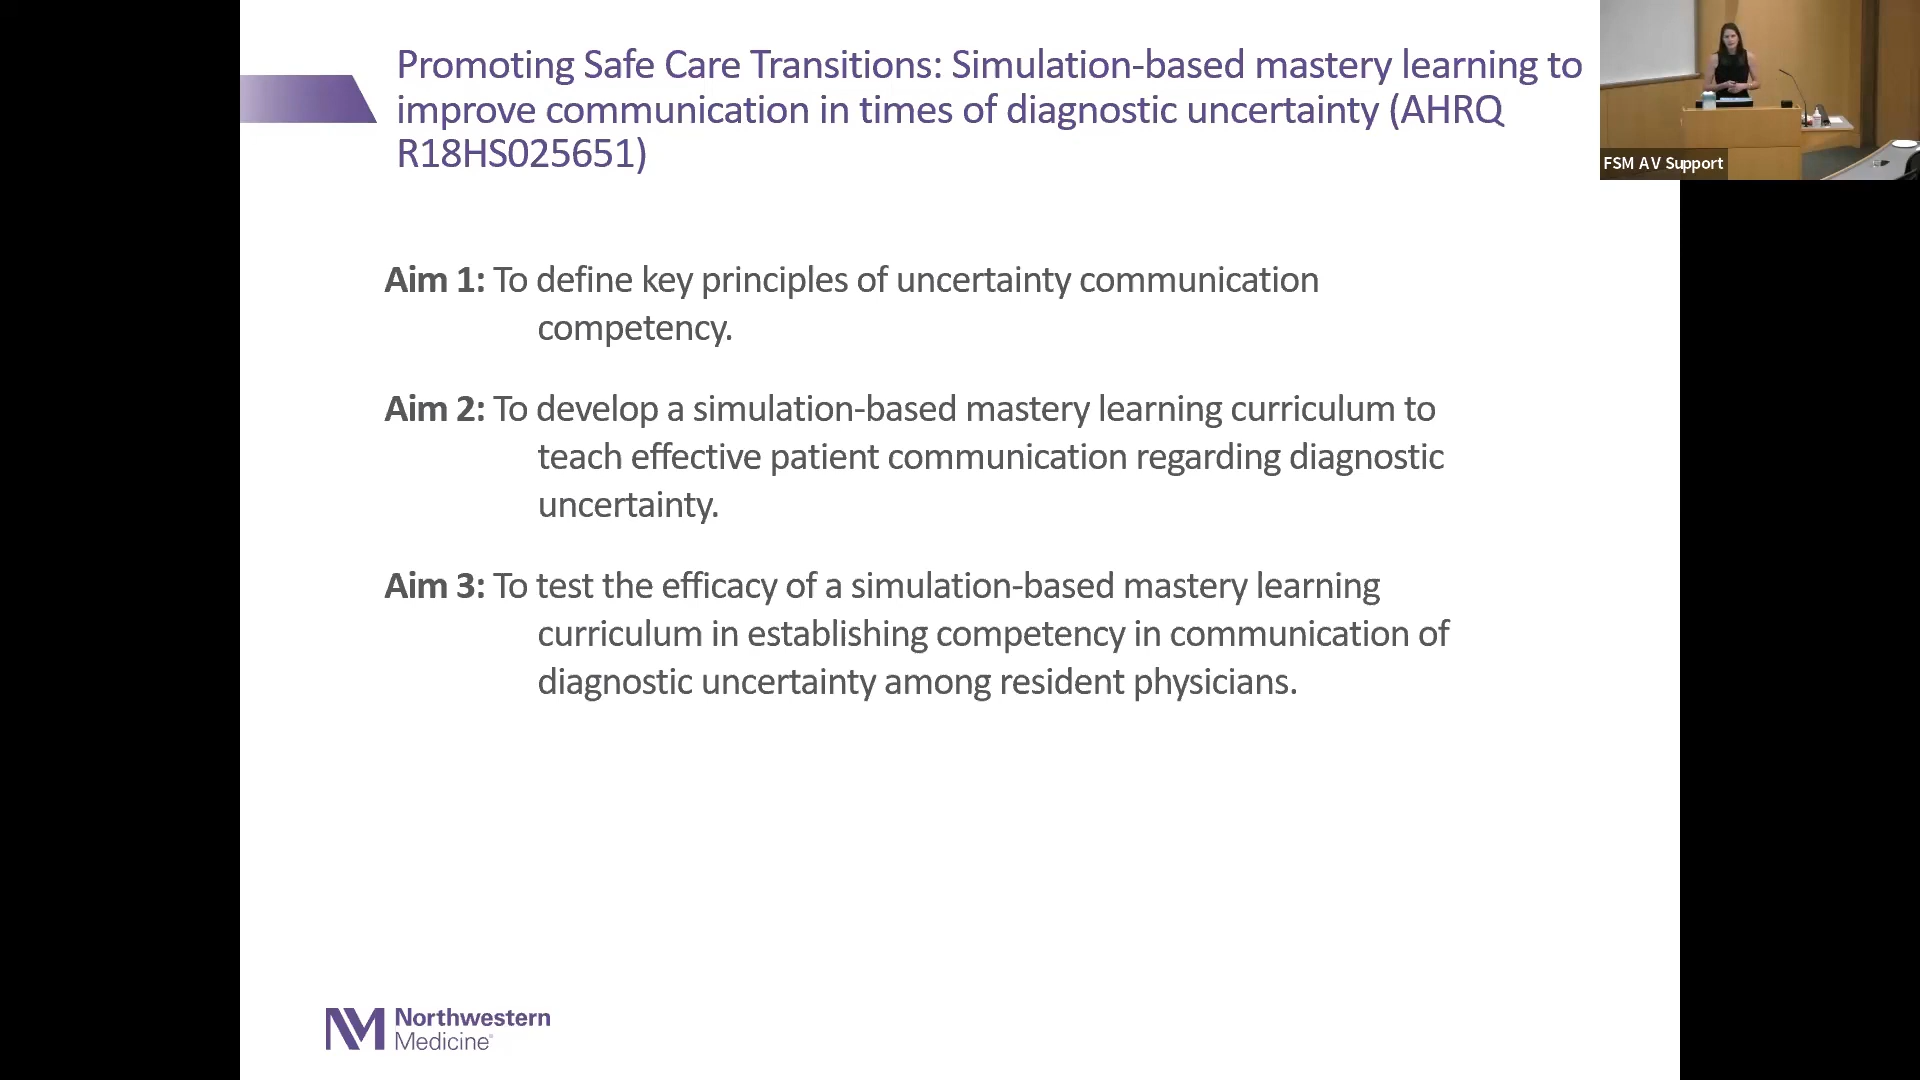 Promoting Safe Care Transitions: Simulation-based mastery learning to
improve communication in times of diagnostic uncertainty (AHRQ
R18HS025651)
FSM AV Support
Aim 1: To define key principles of uncertainty communication
competency.
Aim 2: To develop a simulation-based mastery learning curriculum to
teach effective patient communication regarding diagnostic
uncertainty.
Aim 3: To test the efficacy of a simulation-based mastery learning
curriculum in establishing competency in communication of
diagnostic uncertainty among resident physicians.
NM Northwestern
Medicine®